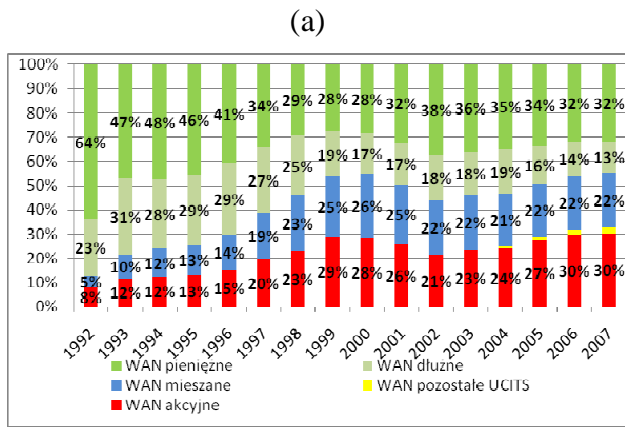 (a)
100%
90%
80%
70%
60%
50%
40%
30%
20%
10%
0%
64% 47% 48% 46% 41% 34% 29% 28% 28% 32% 38% 36% 35% 34% 32% 32%
23% 31% 28% 29% 29% 27% 25% 19% 17% 17% 18% 18% 19% 16% 14% 13%
5% 10% 12% 13% 14% 19% 23% 25% 26% 25% 22% 22% 21% 22% 22% 22%
8% 12% 12% 13% 15% 20% 23% 29% 28% 26% 21% 23% 24% 27% 30% 30%
1992 1993 1994 1995 1996 1997 1998 1999 2000 2001 2002 2003 2004 2005 2006 2007
WAN pieniężne WAN dłużne
WAN mieszane WAN pozostałe UCITS
WAN akcyjne